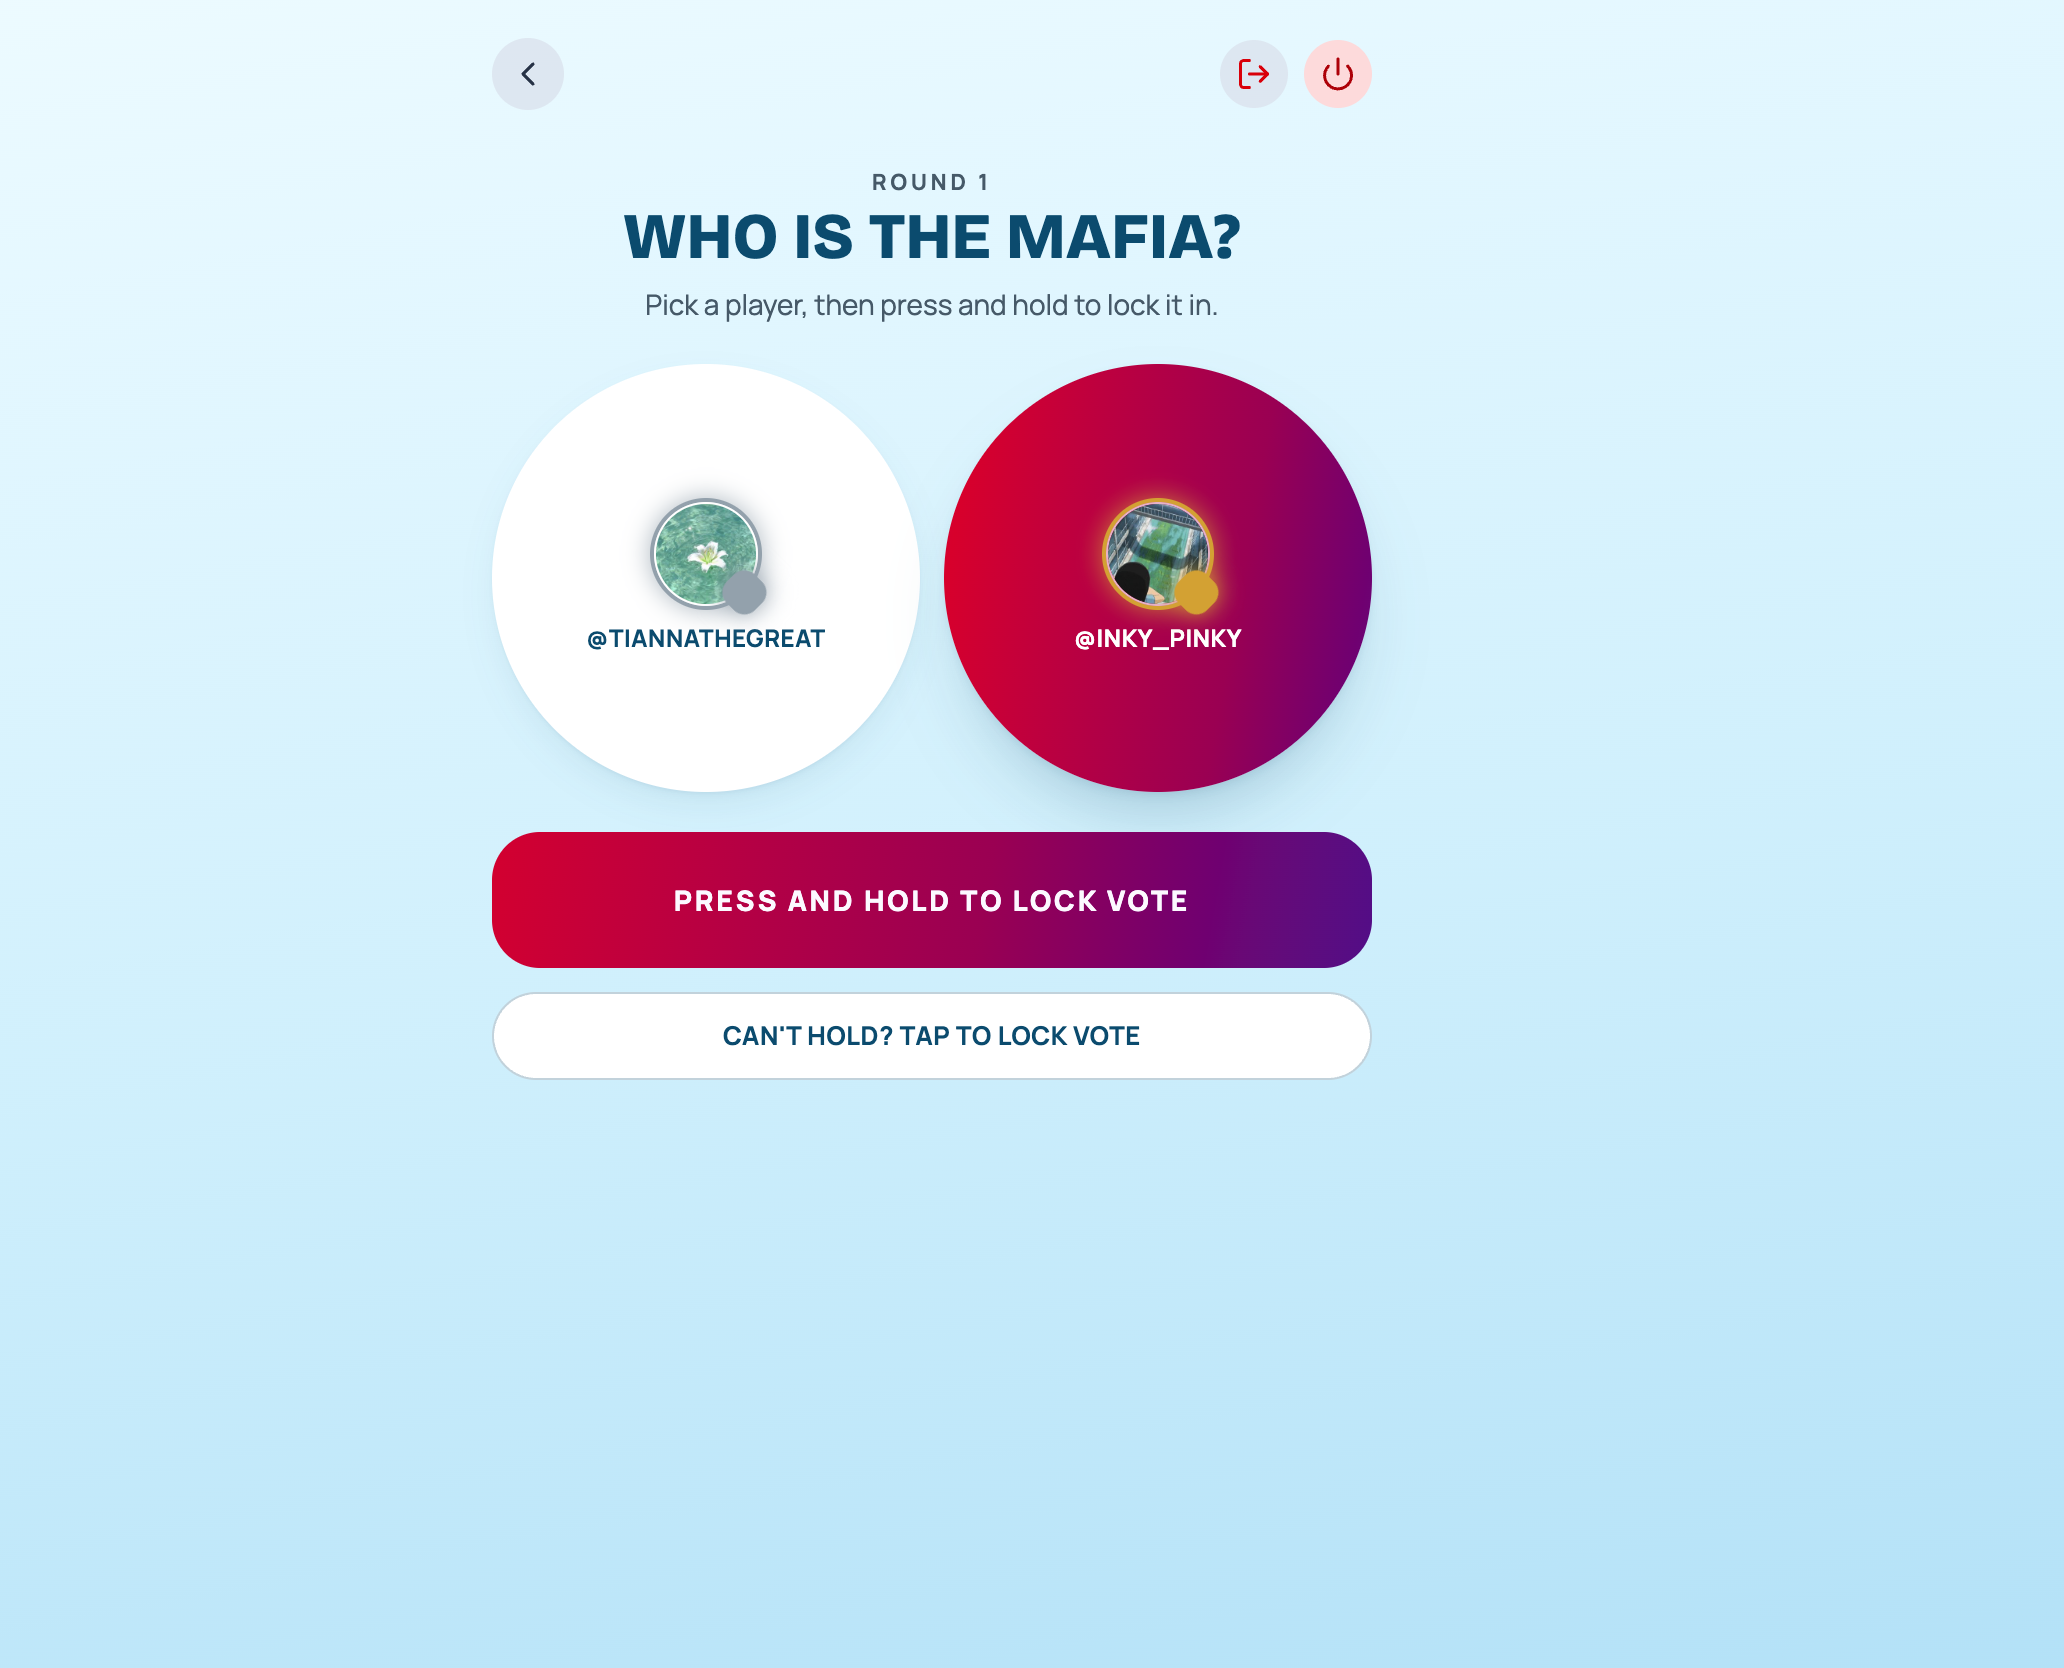 ROUND 1
WHO IS THE MAFIA?
Pick a player, then press and hold to lock it in.
@TIANNATHEGREAT
@INKY_PINKY
PRESS AND HOLD TO LOCK VOTE
CAN'T HOLD? TAP TO LOCK VOTE